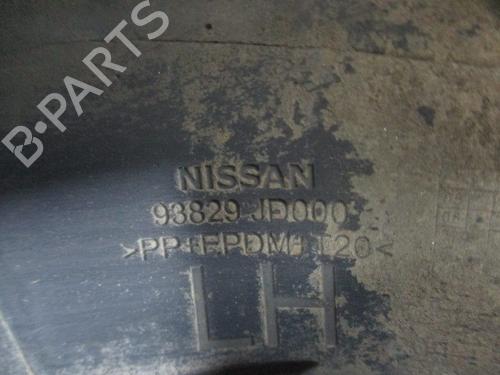 B-PARTS
NISSAN
93829 JD000
>PP+EPDM-T20<
LH